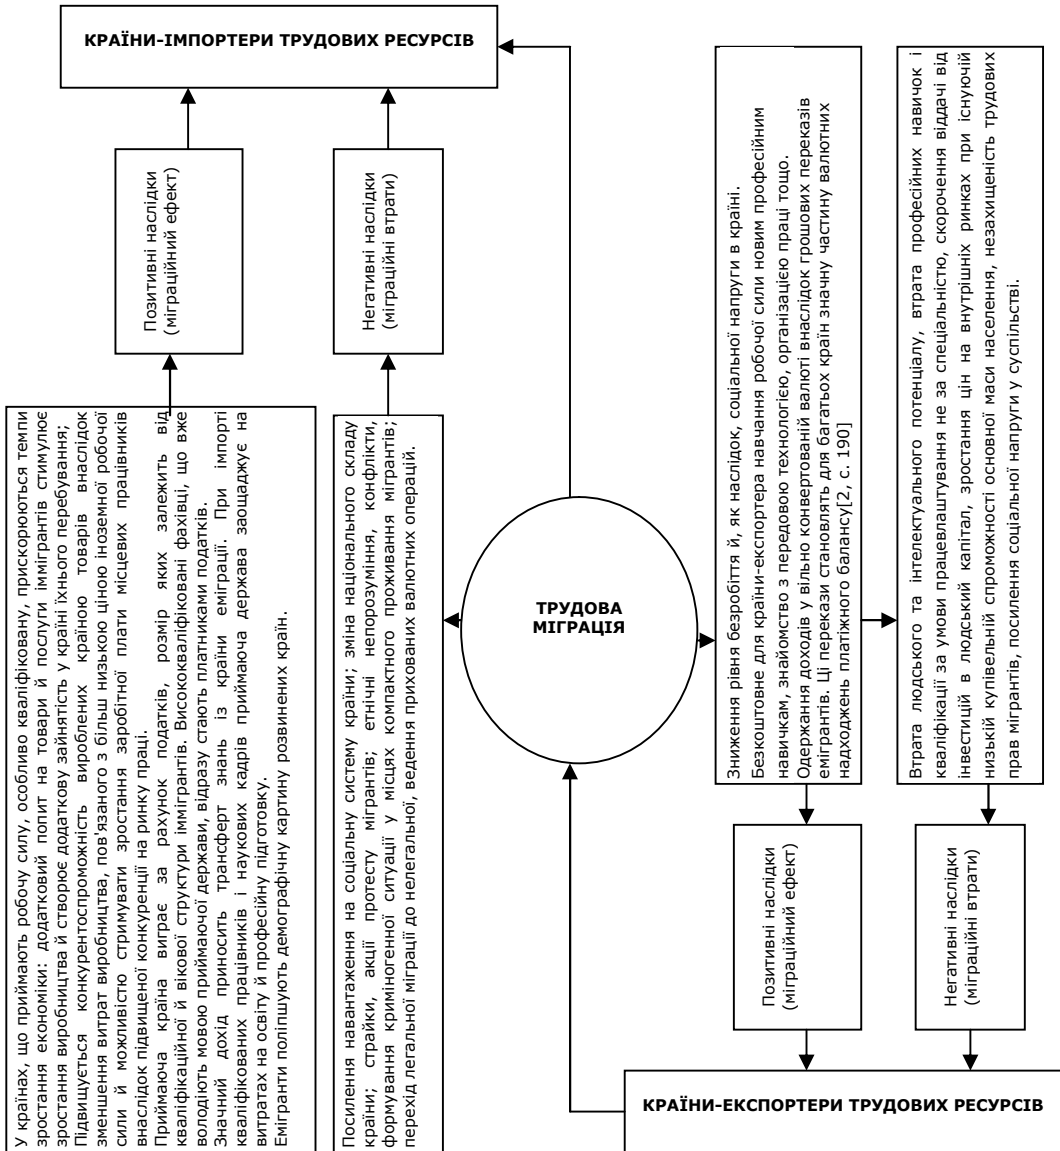 КРАЇНИ-ІМПОРТЕРИ ТРУДОВИХ РЕСУРСІВ
Позитивні наслідки
(міграційний ефект)
Негативні наслідки
(міграційні втрати)
У країнах, що приймають робочу силу, особливо кваліфіковану, прискорюються темпи
зростання економіки: додатковий попит на товари й послуги іммігрантів стимулює
зростання виробництва й створює додаткову зайнятість у країні їхнього перебування;
Підвищується конкурентоспроможність вироблених країною товарів внаслідок
зменшення витрат виробництва, пов'язаного з більш низькою ціною іноземної робочої
сили й можливістю стримувати зростання заробітної плати місцевих працівників
внаслідок підвищеної конкуренції на ринку праці.
Приймаюча країна виграє за рахунок податків, розмір яких залежить від
кваліфікаційної й вікової структури іммігрантів. Висококваліфіковані фахівці, що вже
володіють мовою приймаючої держави, відразу стають платниками податків.
Значний дохід приносить трансферт знань із країни еміграції. При імпорті
кваліфікованих працівників і наукових кадрів приймаюча держава заощаджує на
витратах на освіту й професійну підготовку.
Емігранти поліпшують демографічну картину розвинених країн.
Посилення навантаження на соціальну систему країни; зміна національного складу
країни; страйки, акції протесту мігрантів; етнічні непорозуміння, конфлікти,
формування криміногенної ситуації у місцях компактного проживання мігрантів;
перехід легальної міграції до нелегальної, ведення прихованих валютних операцій.
ТРУДОВА
МІГРАЦІЯ
Зниження рівня безробіття й, як наслідок, соціальної напруги в країні.
Безкоштовне для країни-експортера навчання робочої сили новим професійним
навичкам, знайомство з передовою технологією, організацією праці тощо.
Одержання доходів у вільно конвертованій валюті внаслідок грошових переказів
емігрантів. Ці перекази становлять для багатьох країн значну частину валютних
надходжень платіжного балансу[2, с. 190]
Втрата людського та інтелектуального потенціалу, втрата професійних навичок і
кваліфікації за умови працевлаштування не за спеціальністю, скорочення віддачі від
інвестицій в людський капітал, зростання цін на внутрішніх ринках при існуючій
низькій купівельній спроможності основної маси населення, незахищеність трудових
прав мігрантів, посилення соціальної напруги у суспільстві.
Позитивні наслідки
(міграційний ефект)
Негативні наслідки
(міграційні втрати)
КРАЇНИ-ЕКСПОРТЕРИ ТРУДОВИХ РЕСУРСІВ